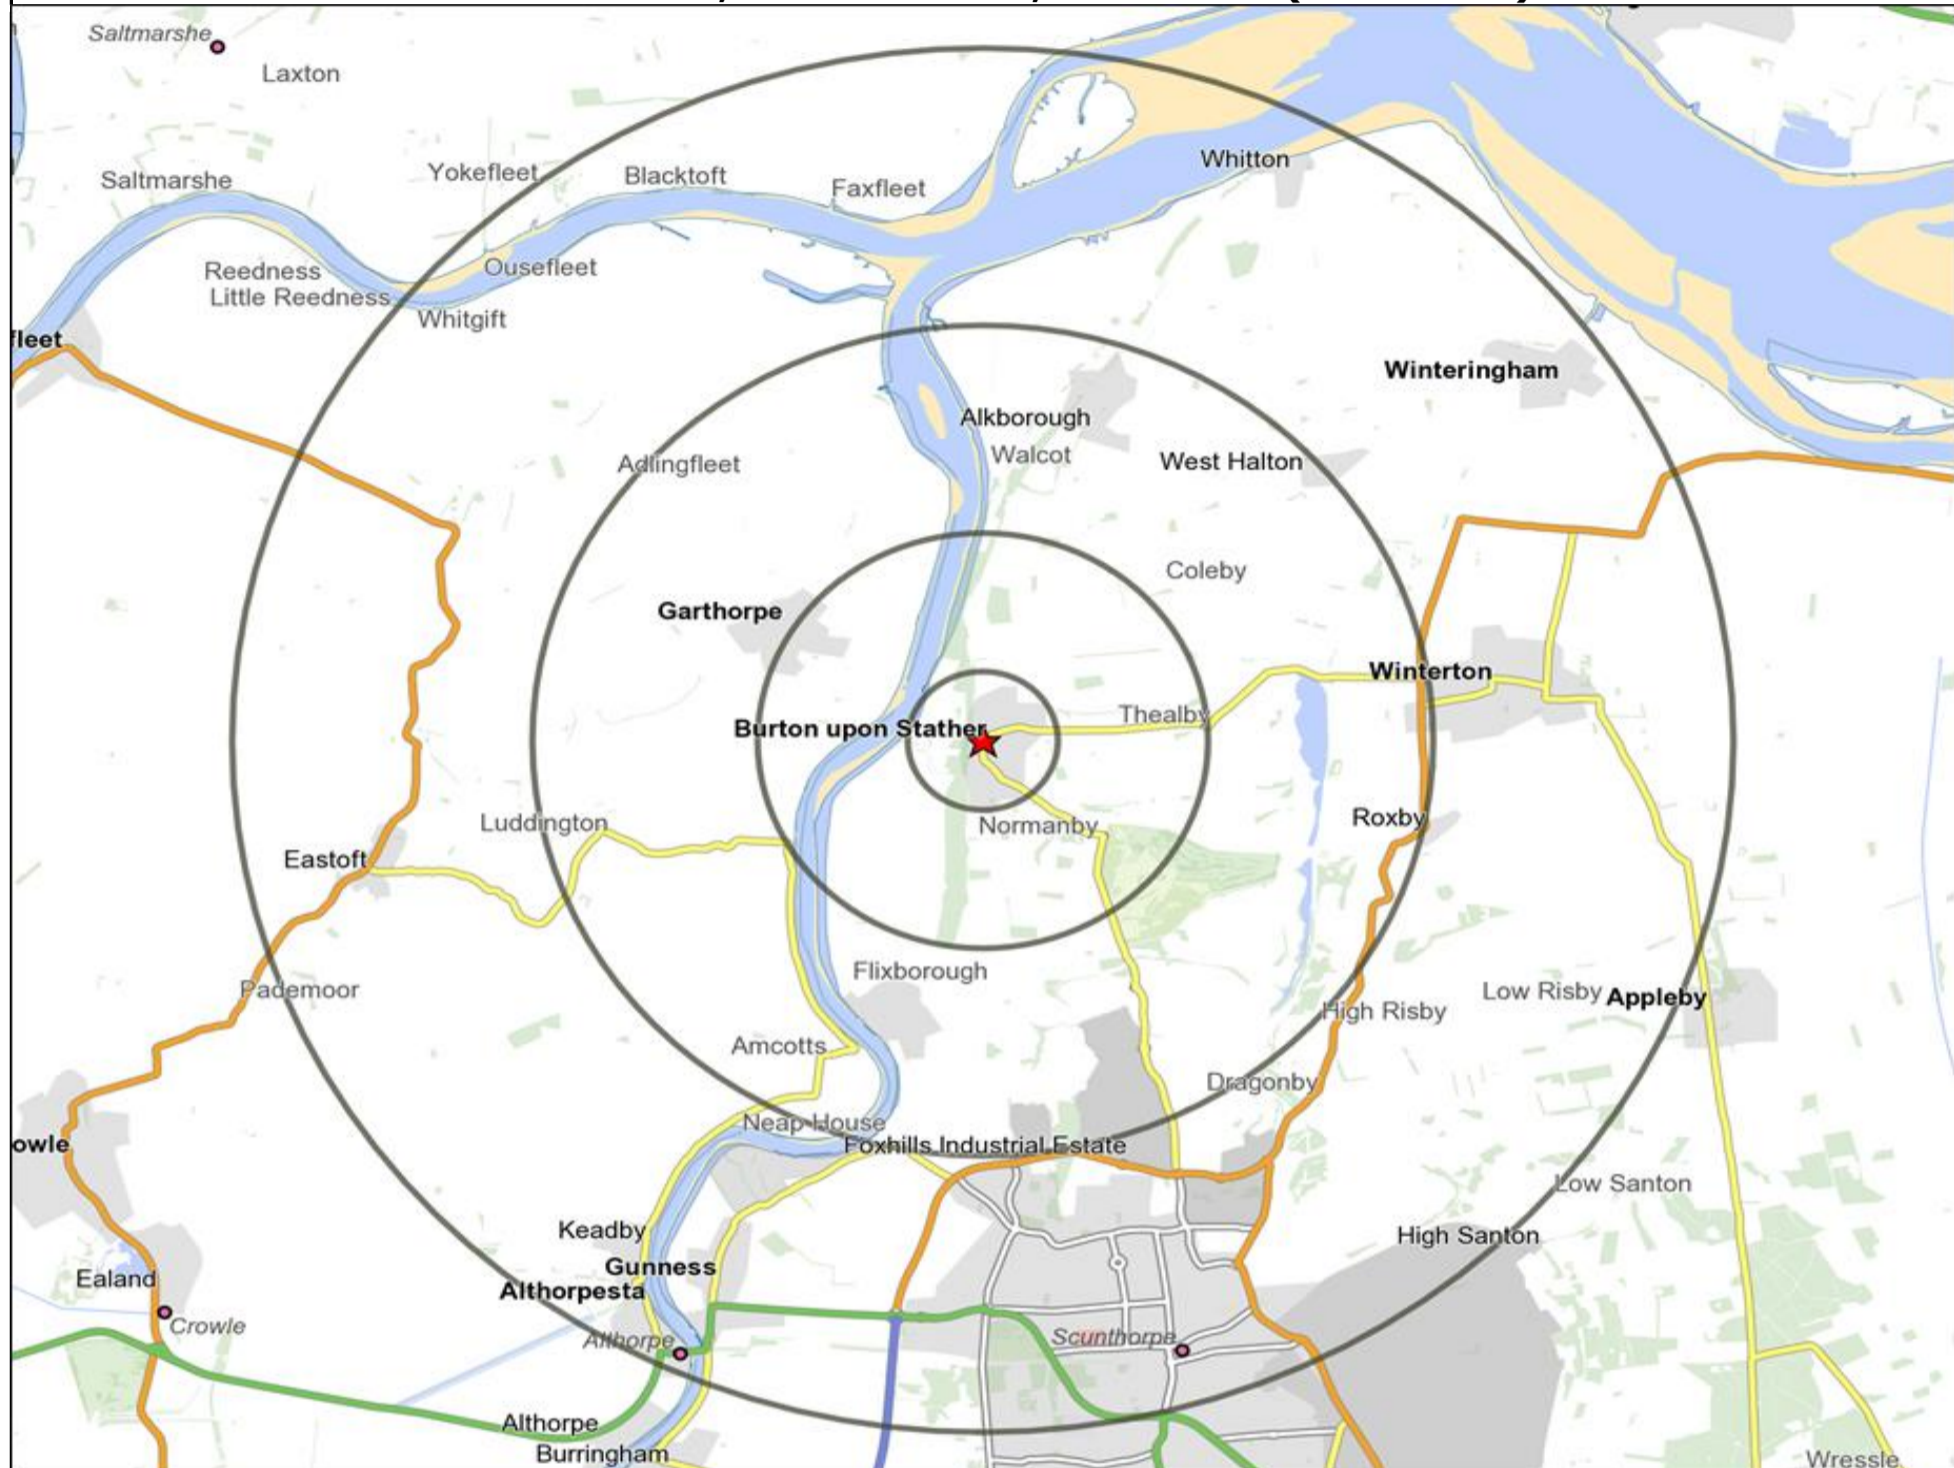 Saltmarshe
Laxton
Saltmarshe
Yokefleet
Blacktoft
Faxfleet
Whitton
Reedness
Little Reedness
Ousefleet
Whitgift
fleet
Winteringham
Alkborough
Walcot
West Halton
Adlingfleet
Coleby
Garthorpe
Winterton
Thealby
Burton upon Stather
Luddington
Normanby
Roxby
Eastoft
Flixborough
Pademoor
Low Risby
Appleby
High Risby
Amcotts
Dragonby
Neap House
Foxhills Industrial Estate
owle
Low Santon
Keadby
High Santon
Gunness
Ealand
Althorpesta
Crowle
Althorpe
Scunthorpe
Althorpe
Burringham
Wressle